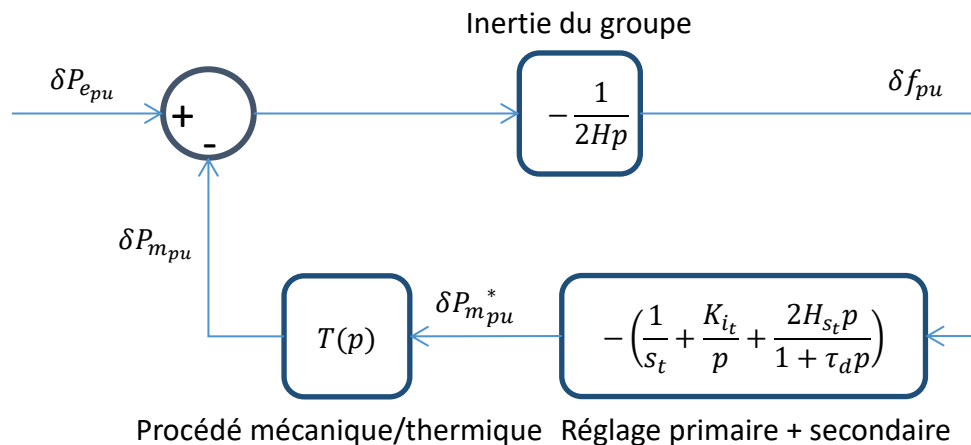 Inertie du groupe
δP_{e_{pu}}
+
-
- 1/(2Hp)
δf_{pu}
δP_{m_{pu}}
T(p)
δP_{m_{pu}}^*
-(1/s_t + K_{i_t}/p + 2H_{s_t}p/(1 + τ_d p))
Procédé mécanique/thermique
Réglage primaire + secondaire